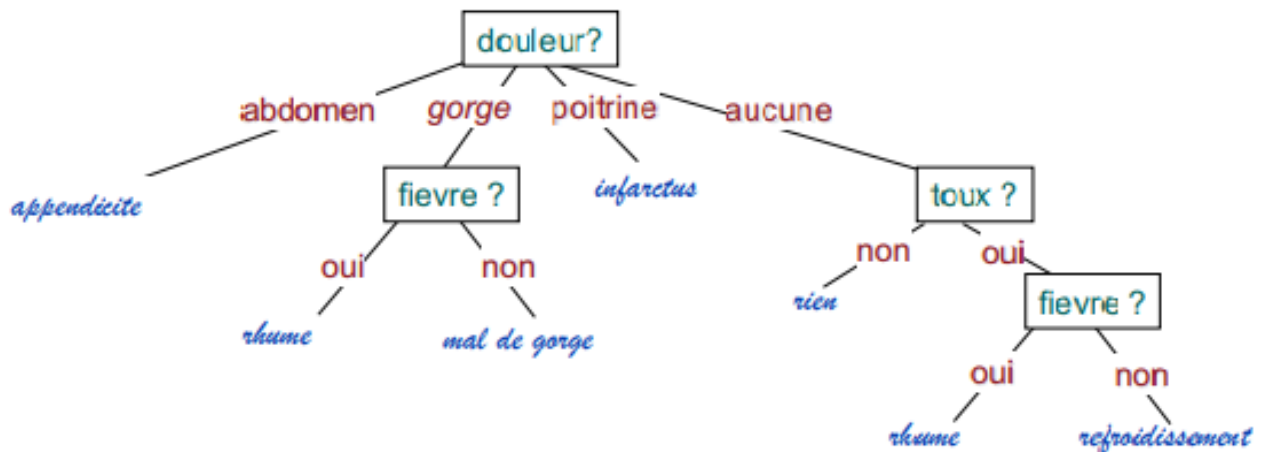 douleur?
abdomen gorge poitrine aucune
appendicite fievre ? infarctus toux ?
oui non non oui
rhume mal de gorge rien fievre ?
oui non
rhume refroidissement